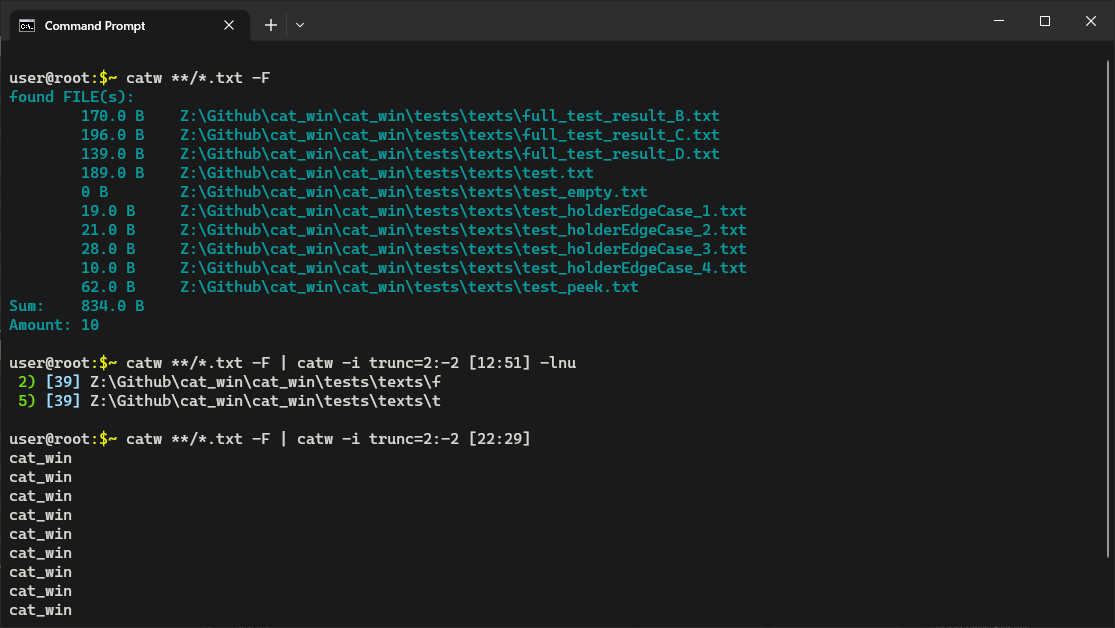 Command Prompt
user@root:$~ catw **/*.txt -F
found FILE(s):
170.0 B Z:\Github\cat_win\cat_win\tests\texts\full_test_result_B.txt
196.0 B Z:\Github\cat_win\cat_win\tests\texts\full_test_result_C.txt
139.0 B Z:\Github\cat_win\cat_win\tests\texts\full_test_result_D.txt
189.0 B Z:\Github\cat_win\cat_win\tests\texts\test.txt
0 B Z:\Github\cat_win\cat_win\tests\texts\test_empty.txt
19.0 B Z:\Github\cat_win\cat_win\tests\texts\test_holderEdgeCase_1.txt
21.0 B Z:\Github\cat_win\cat_win\tests\texts\test_holderEdgeCase_2.txt
28.0 B Z:\Github\cat_win\cat_win\tests\texts\test_holderEdgeCase_3.txt
10.0 B Z:\Github\cat_win\cat_win\tests\texts\test_holderEdgeCase_4.txt
62.0 B Z:\Github\cat_win\cat_win\tests\texts\test_peek.txt
Sum: 834.0 B
Amount: 10
user@root:$~ catw **/*.txt -F | catw -i trunc=2:-2 [12:51] -lnu
2) [39] Z:\Github\cat_win\cat_win\tests\texts\f
5) [39] Z:\Github\cat_win\cat_win\tests\texts\t
user@root:$~ catw **/*.txt -F | catw -i trunc=2:-2 [22:29]
cat_win
cat_win
cat_win
cat_win
cat_win
cat_win
cat_win
cat_win
cat_win